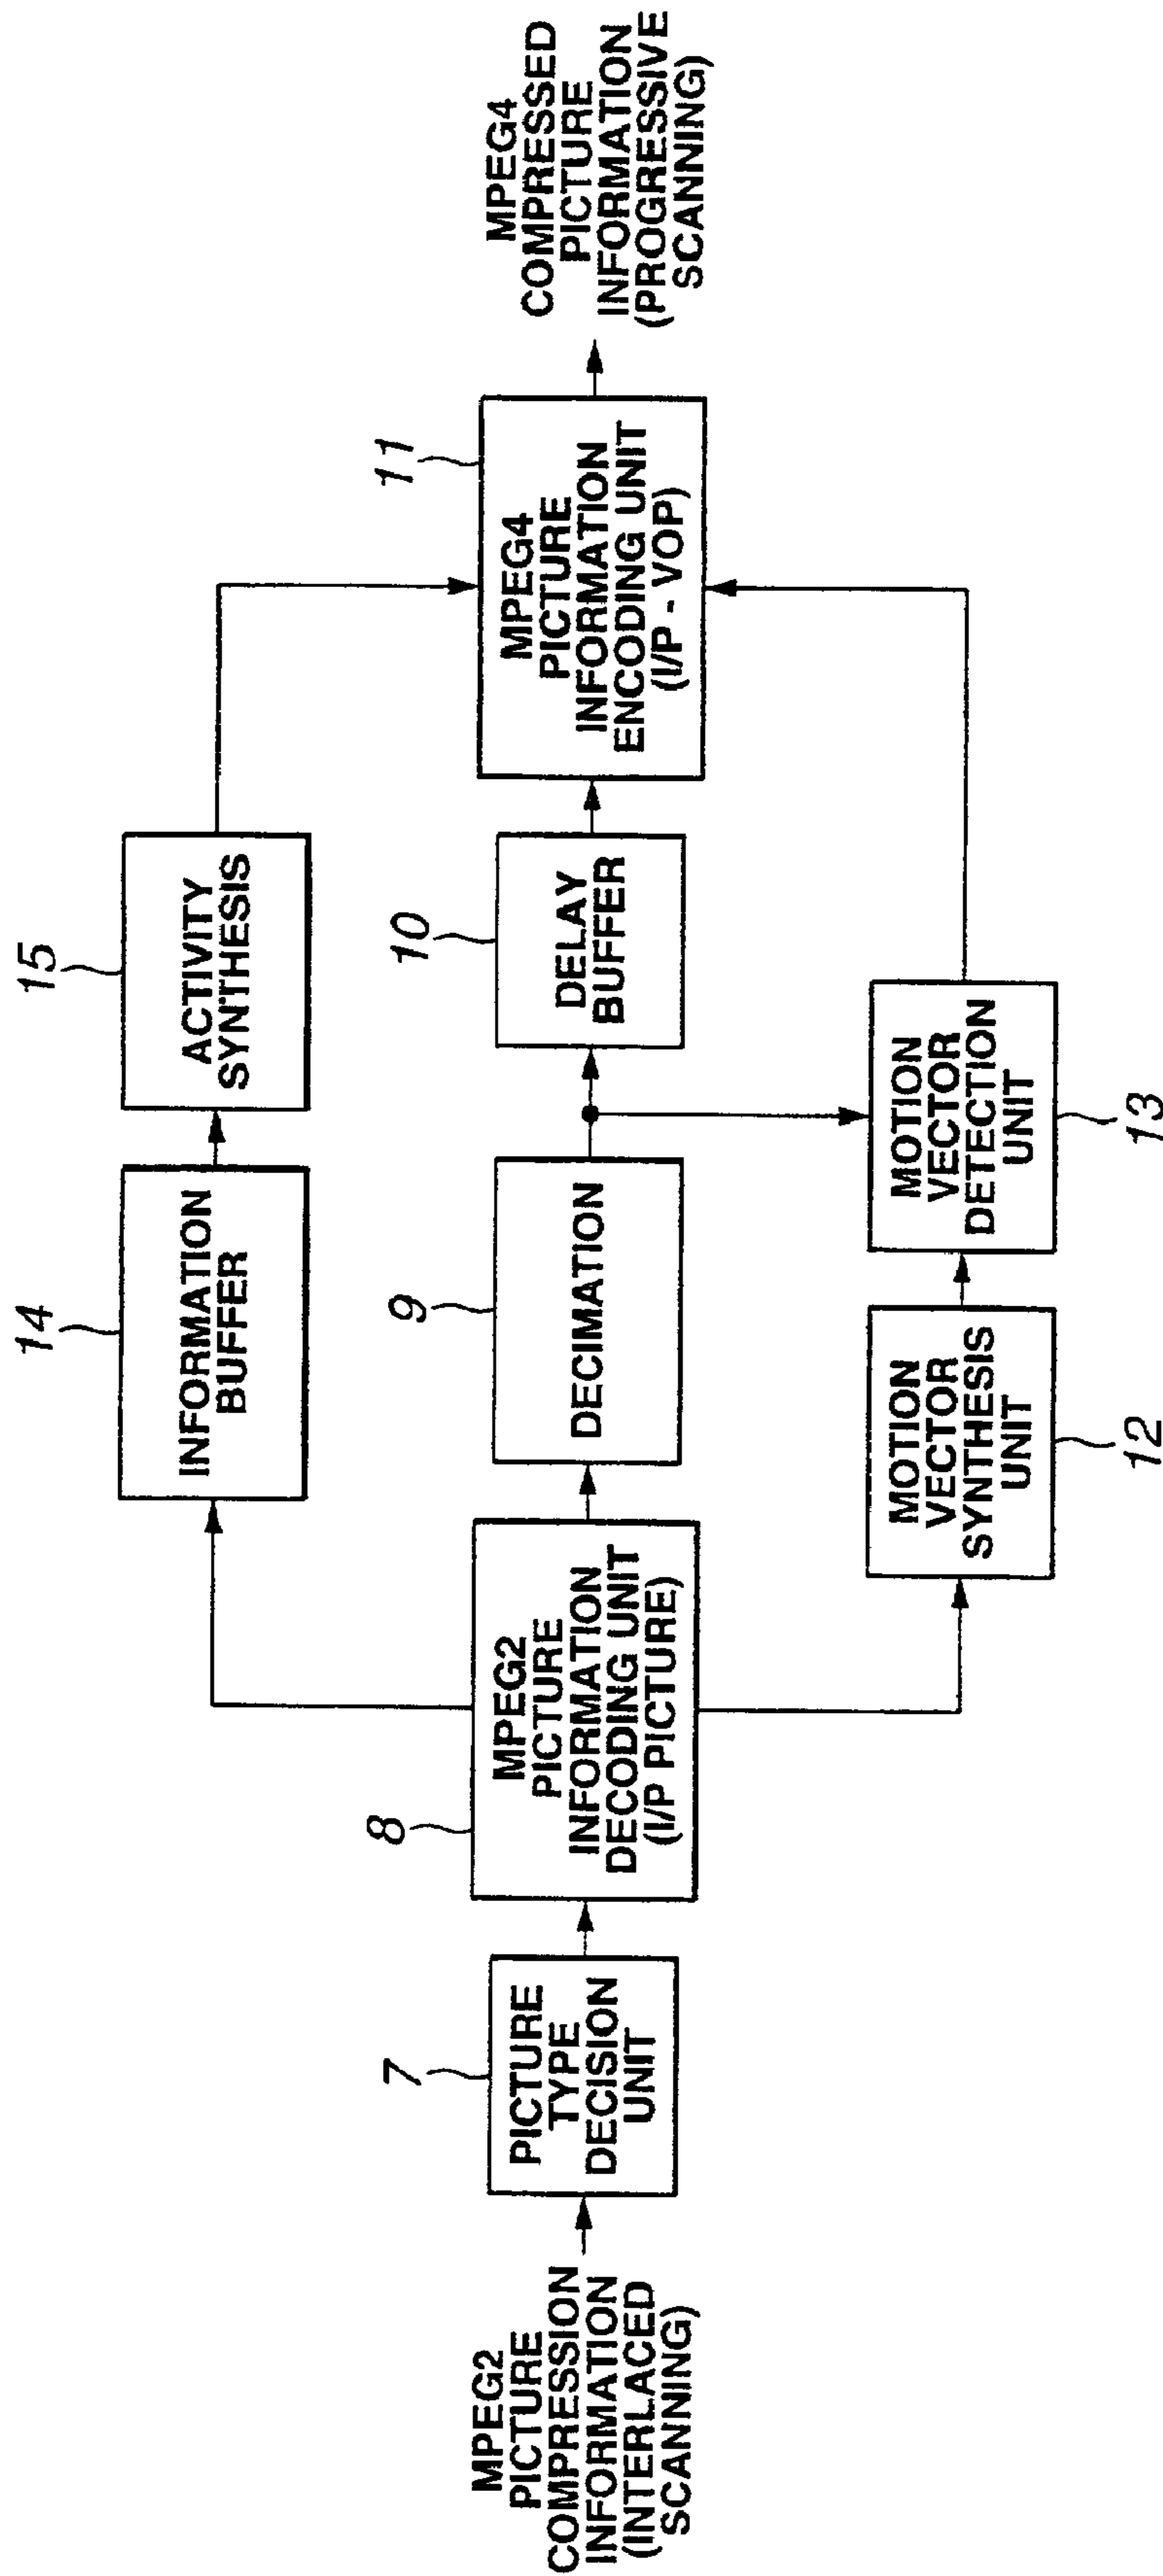 MPEG2
PICTURE
COMPRESSION
INFORMATION
(INTERLACED
SCANNING)
7
PICTURE
TYPE
DECISION
UNIT
8
MPEG2
PICTURE
INFORMATION
DECODING UNIT
(I/P PICTURE)
14
INFORMATION
BUFFER
15
ACTIVITY
SYNTHESIS
9
DECIMATION
10
DELAY
BUFFER
12
MOTION
VECTOR
SYNTHESIS
UNIT
13
MOTION
VECTOR
DETECTION
UNIT
11
MPEG4
PICTURE
INFORMATION
ENCODING UNIT
(I/P - VOP)
MPEG4
COMPRESSED
PICTURE
INFORMATION
(PROGRESSIVE
SCANNING)